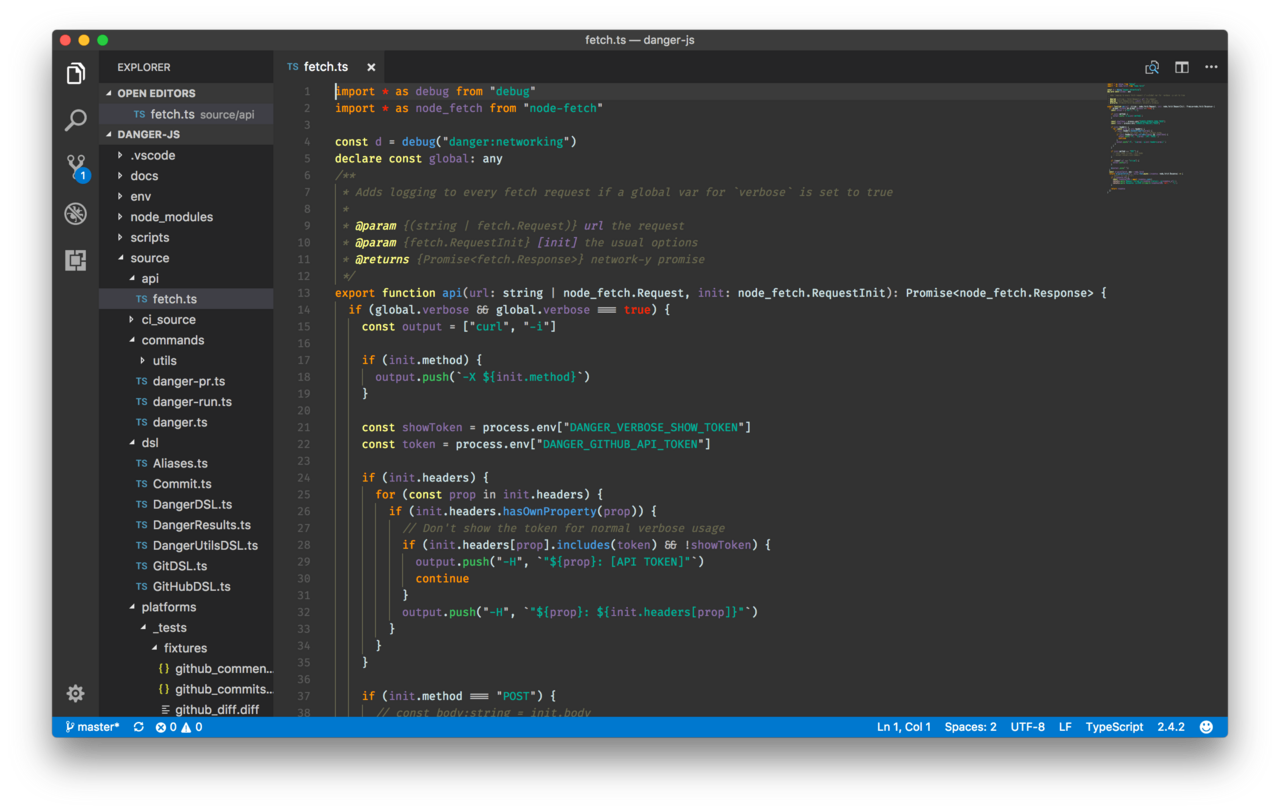 fetch.ts — danger-js
EXPLORER
OPEN EDITORS
TS fetch.ts source/api
DANGER-JS
.vscode
docs
env
node_modules
scripts
source
api
TS fetch.ts
ci_source
commands
utils
TS danger-pr.ts
TS danger-run.ts
TS danger.ts
dsl
TS Aliases.ts
TS Commit.ts
TS DangerDSL.ts
TS DangerResults.ts
TS DangerUtilsDSL.ts
TS GitDSL.ts
TS GitHubDSL.ts
platforms
_tests
fixtures
{} github_commen...
{} github_commits...
github_diff.diff
1
TS fetch.ts ×
1 import * as debug from "debug"
2 import * as node_fetch from "node-fetch"
3
4 const d = debug("danger:networking")
5 declare const global: any
6 /**
7 * Adds logging to every fetch request if a global var for `verbose` is set to true
8 *
9 * @param {(string | fetch.Request)} url the request
10 * @param {fetch.RequestInit} [init] the usual options
11 * @returns {Promise<fetch.Response>} network-y promise
12 */
13 export function api(url: string | node_fetch.Request, init: node_fetch.RequestInit): Promise<node_fetch.Response> {
14 if (global.verbose && global.verbose === true) {
15 const output = ["curl", "-i"]
16
17 if (init.method) {
18 output.push(`-X ${init.method}`)
19 }
20
21 const showToken = process.env["DANGER_VERBOSE_SHOW_TOKEN"]
22 const token = process.env["DANGER_GITHUB_API_TOKEN"]
23
24 if (init.headers) {
25 for (const prop in init.headers) {
26 if (init.headers.hasOwnProperty(prop)) {
27 // Don't show the token for normal verbose usage
28 if (init.headers[prop].includes(token) && !showToken) {
29 output.push("-H", `"${prop}: [API TOKEN]"`)
30 continue
31 }
32 output.push("-H", `"${prop}: ${init.headers[prop]}"`)
33 }
34 }
35 }
36
37 if (init.method === "POST") {
38 // const body:string = init.body
master* 0 0
Ln 1, Col 1 Spaces: 2 UTF-8 LF TypeScript 2.4.2